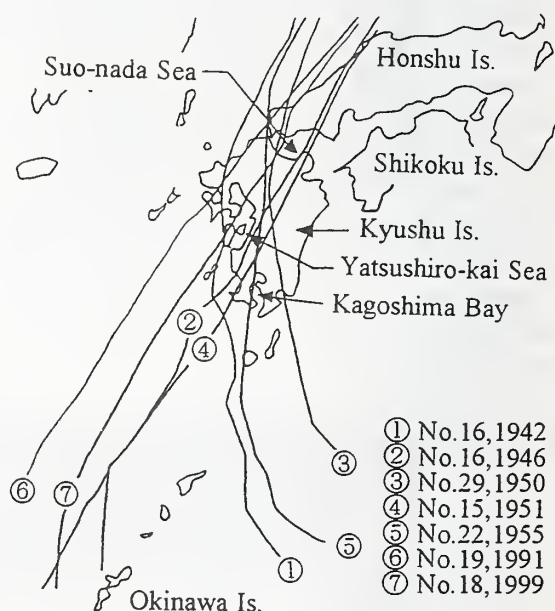 Suo-nada Sea
Honshu Is.
Shikoku Is.
Kyushu Is.
Yatsushiro-kai Sea
Kagoshima Bay
②
④
③
⑥
⑦
⑤
①
Okinawa Is.
① No.16,1942
② No.16,1946
③ No.29,1950
④ No.15,1951
⑤ No.22,1955
⑥ No.19,1991
⑦ No.18,1999